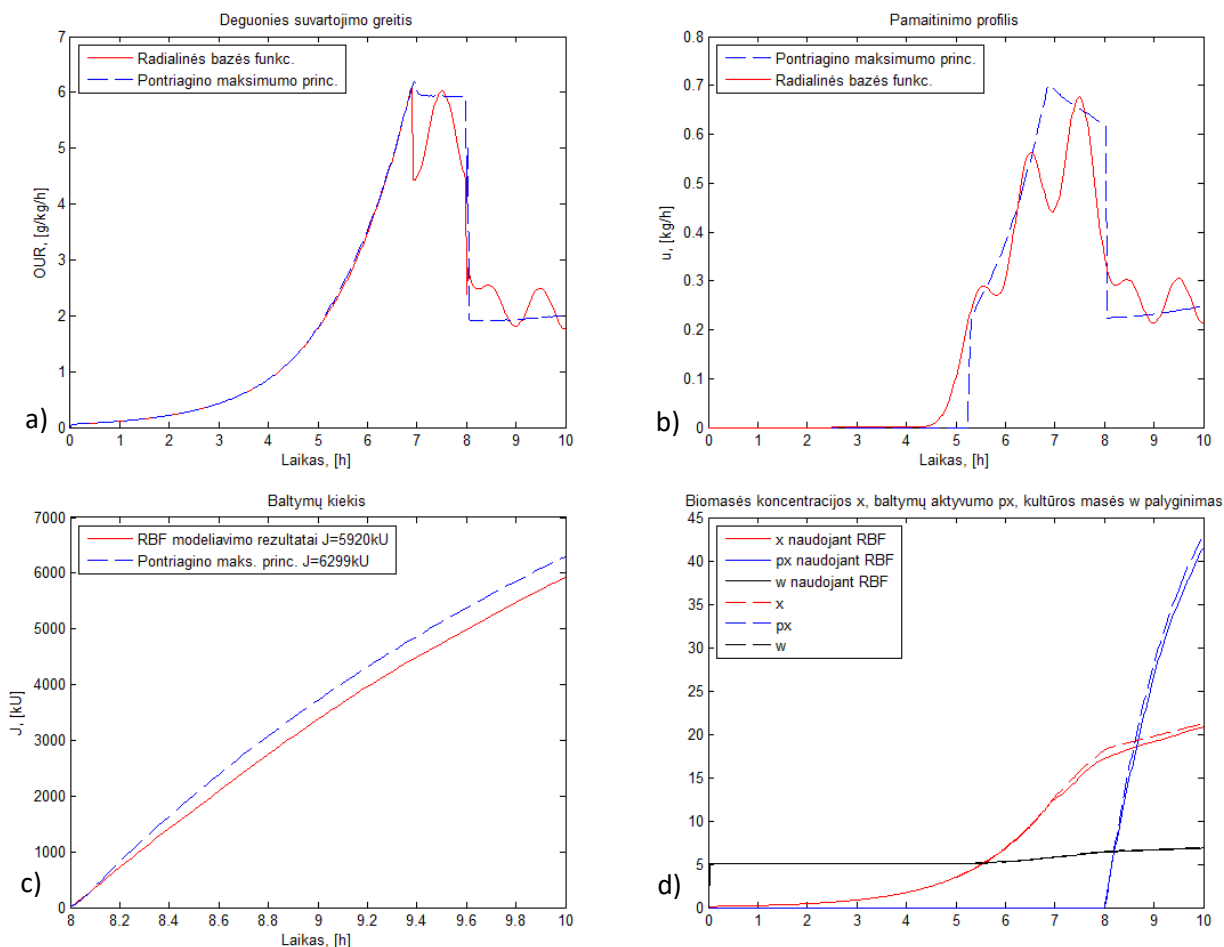 Deguonies suvartojimo greitis
7
6
5
4
3
2
1
0
OUR, [g/kg/h]
Radialinės bazės funkc.
Pontriagino maksimumo princ.
a)
0 1 2 3 4 5 6 7 8 9 10
Laikas, [h]
Pamaitinimo profilis
0.8
0.7
0.6
0.5
0.4
0.3
0.2
0.1
0
u, [kg/h]
Pontriagino maksimumo princ.
Radialinės bazės funkc.
b)
0 1 2 3 4 5 6 7 8 9 10
Laikas, [h]
Baltymų kiekis
7000
6000
5000
4000
3000
2000
1000
0
J, [kU]
RBF modeliavimo rezultatai J=5920kU
Pontriagino maks. princ. J=6299kU
c)
8 8.2 8.4 8.6 8.8 9 9.2 9.4 9.6 9.8 10
Laikas, [h]
Biomasės koncentracijos x, baltymų aktyvumo px, kultūros masės w palyginimas
45
40
35
30
25
20
15
10
5
0
x naudojant RBF
px naudojant RBF
w naudojant RBF
x
px
w
d)
0 1 2 3 4 5 6 7 8 9 10
Laikas, [h]